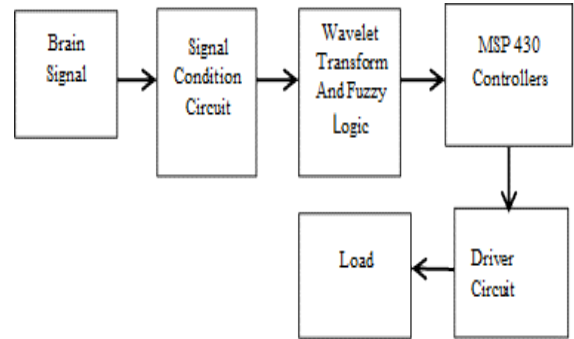 Brain
Signal
Signal
Condition
Circuit
Wavelet
Transform
And Fuzzy
Logic
MSP 430
Controllers
Driver
Circuit
Load